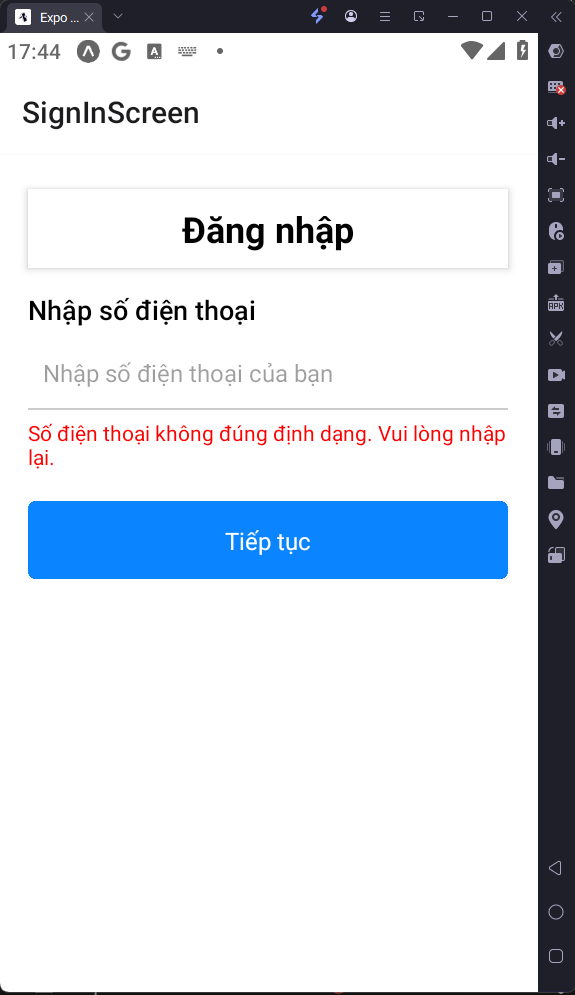 Expo ...
17:44
SignInScreen
Đăng nhập
Nhập số điện thoại
Nhập số điện thoại của bạn
Số điện thoại không đúng định dạng. Vui lòng nhập
lại.
Tiếp tục